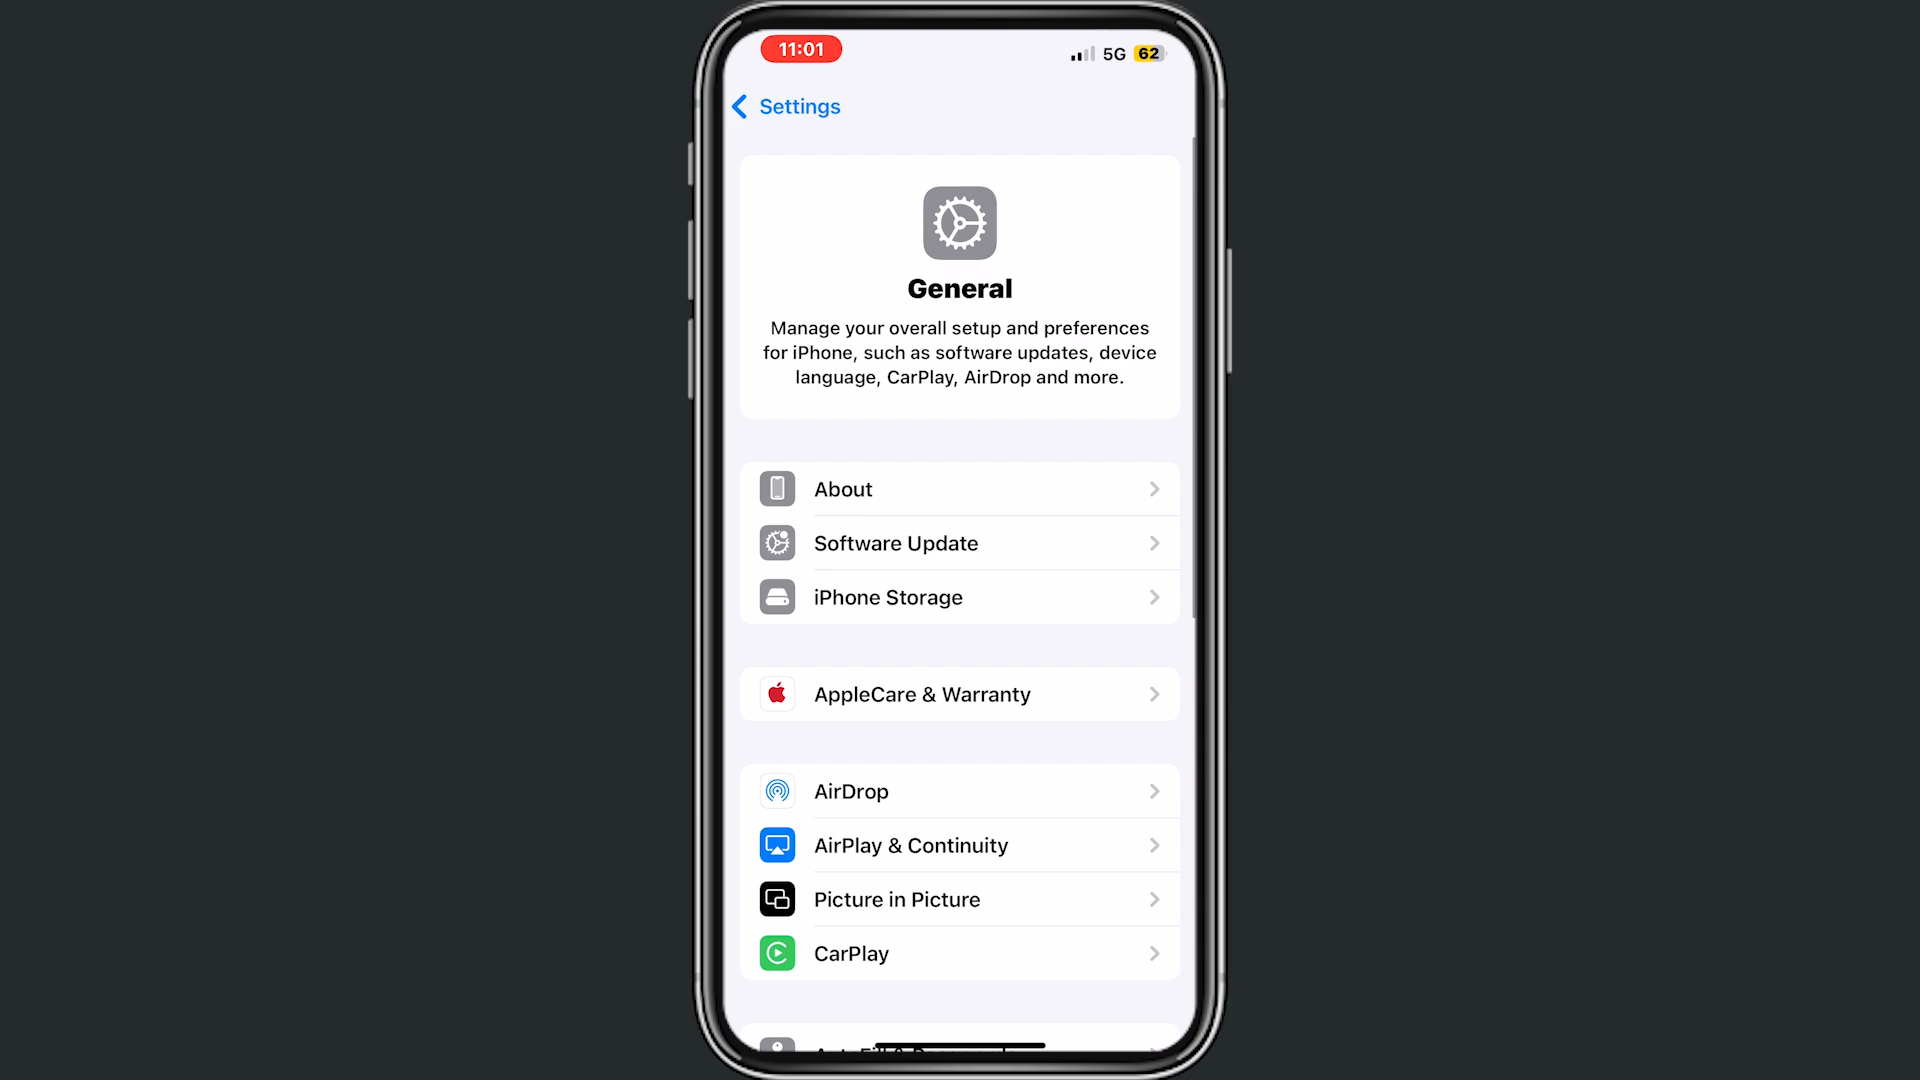 11:01
5G 62
Settings
General
Manage your overall setup and preferences
for iPhone, such as software updates, device
language, CarPlay, AirDrop and more.
About
Software Update
iPhone Storage
AppleCare & Warranty
AirDrop
AirPlay & Continuity
Picture in Picture
CarPlay